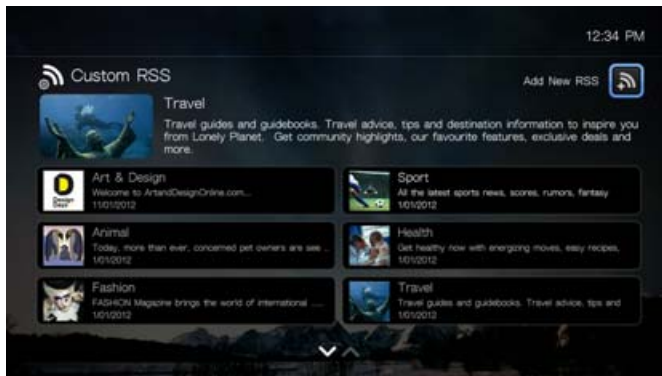 12:34 PM
Custom RSS
Add New RSS
Travel
Travel guides and guidebooks. Travel advice, tips and destination information to inspire you
from Lonely Planet. Get community highlights, our favourite features, exclusive deals and
more.
Art & Design
Welcome to ArtandDesignOnline.com...
11/01/2012
Sport
All the latest sports news, scores, rumors, fantasy
1/01/2012
Animal
Today, more than ever, concerned pet owners are see ...
1/01/2012
Health
Get healthy now with energizing moves, easy recipes,
1/01/2012
Fashion
FASHION Magazine brings the world of international ....
1/01/2012
Travel
Travel guides and guidebooks. Travel advice, tips and
1/01/2012
Design
Days